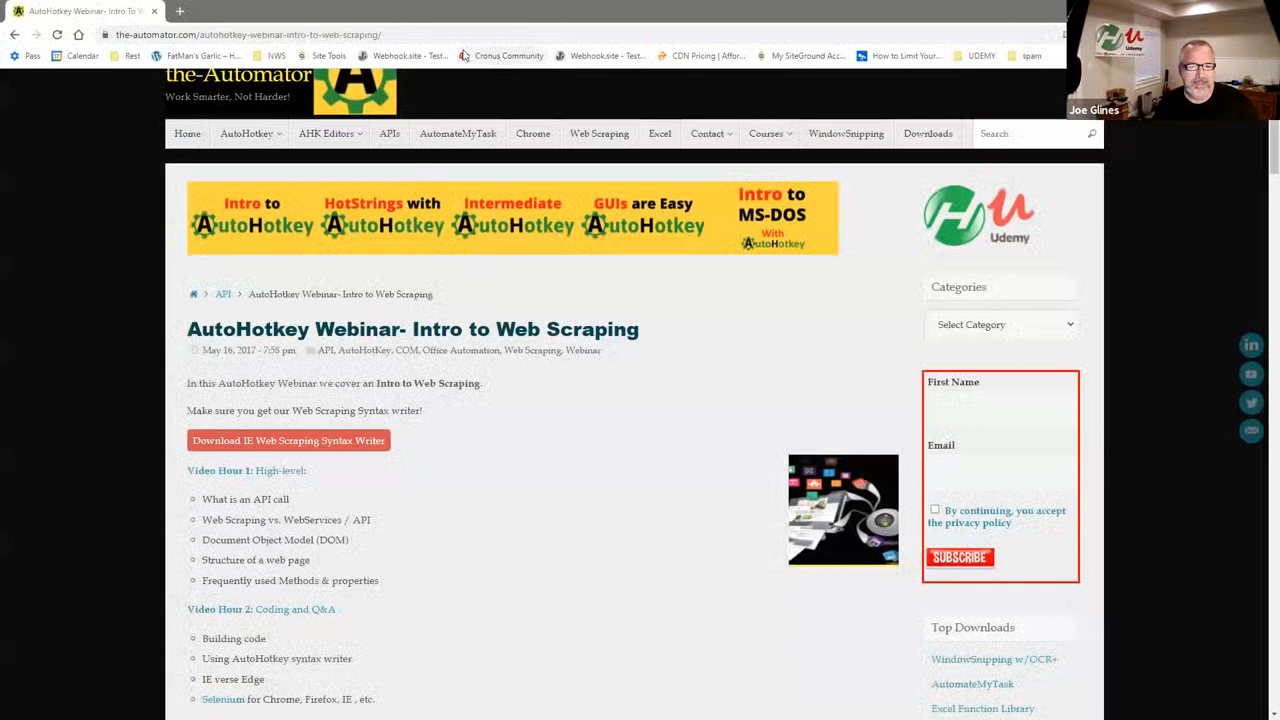 AutoHotkey Webinar- Intro To W
the-automator.com/autohotkey-webinar-intro-to-web-scraping/
Pass Calendar Rest FatMan's Garlic – H... NWS Site Tools Webhook.site - Test... Cronus Community Webhook.site - Test... CDN Pricing | Affor... My SiteGround Acc... How to Limit Your... UDEMY spam
Udemy
Joe Glines
the-Automator
Work Smarter, Not Harder!
Home AutoHotkey AHK Editors APIs AutomateMyTask Chrome Web Scraping Excel Contact Courses WindowSnipping Downloads Search
Intro to HotStrings with Intermediate GUIs are Easy Intro to
MS-DOS
AutoHotkey AutoHotkey AutoHotkey AutoHotkey With
AutoHotkey
Udemy
API AutoHotkey Webinar- Intro to Web Scraping
Categories
Select Category
AutoHotkey Webinar- Intro to Web Scraping
May 16, 2017 - 7:58 pm API, AutoHotKey, COM, Office Automation, Web Scraping, Webinar
In this AutoHotkey Webinar we cover an Intro to Web Scraping.
Make sure you get our Web Scraping Syntax writer!
Download IE Web Scraping Syntax Writer
Video Hour 1: High-level:
What is an API call
Web Scraping vs. WebServices / API
Document Object Model (DOM)
Structure of a web page
Frequently used Methods & properties
Video Hour 2: Coding and Q&A
Building code
Using AutoHotkey syntax writer
IE verse Edge
Selenium for Chrome, Firefox, IE , etc.
First Name
Email
By continuing, you accept
the privacy policy
SUBSCRIBE
Top Downloads
WindowSnipping w/OCR+
AutomateMyTask
Excel Function Library